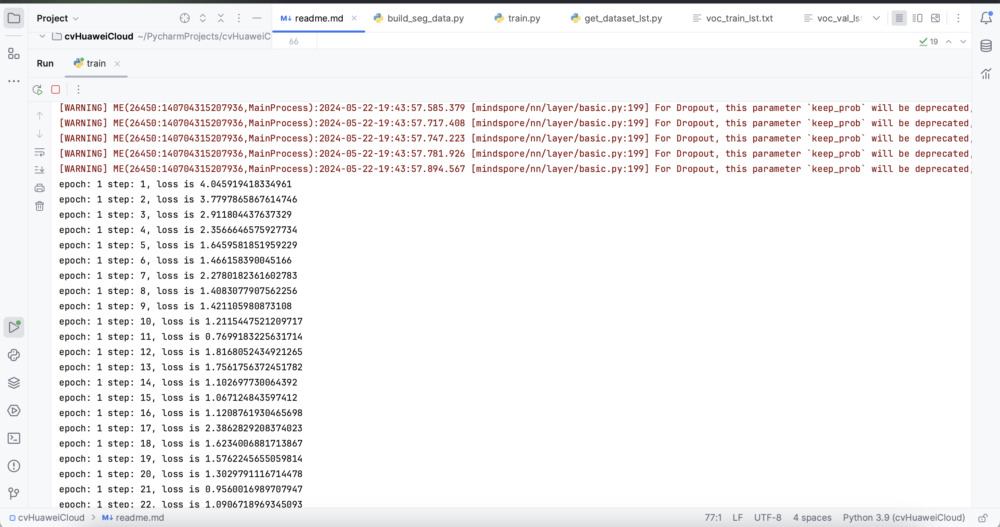 Project
readme.md
build_seg_data.py
train.py
get_dataset_lst.py
voc_train_lst.txt
voc_val_ls
cvHuaweiCloud ~/PycharmProjects/cvHuaweiC
66
19
Run train
[WARNING] ME(26450:140704315207936,MainProcess):2024-05-22-19:43:57.585.379 [mindspore/nn/layer/basic.py:199] For Dropout, this parameter `keep_prob` will be deprecated,
[WARNING] ME(26450:140704315207936,MainProcess):2024-05-22-19:43:57.717.408 [mindspore/nn/layer/basic.py:199] For Dropout, this parameter `keep_prob` will be deprecated,
[WARNING] ME(26450:140704315207936,MainProcess):2024-05-22-19:43:57.747.223 [mindspore/nn/layer/basic.py:199] For Dropout, this parameter `keep_prob` will be deprecated,
[WARNING] ME(26450:140704315207936,MainProcess):2024-05-22-19:43:57.781.926 [mindspore/nn/layer/basic.py:199] For Dropout, this parameter `keep_prob` will be deprecated,
[WARNING] ME(26450:140704315207936,MainProcess):2024-05-22-19:43:57.894.567 [mindspore/nn/layer/basic.py:199] For Dropout, this parameter `keep_prob` will be deprecated,
epoch: 1 step: 1, loss is 4.045919418334961
epoch: 1 step: 2, loss is 3.7797865867614746
epoch: 1 step: 3, loss is 2.911804437637329
epoch: 1 step: 4, loss is 2.3566646575927734
epoch: 1 step: 5, loss is 1.6459581851959229
epoch: 1 step: 6, loss is 1.466158390045166
epoch: 1 step: 7, loss is 2.2780182361602783
epoch: 1 step: 8, loss is 1.4083077907562256
epoch: 1 step: 9, loss is 1.421105980873108
epoch: 1 step: 10, loss is 1.2115447521209717
epoch: 1 step: 11, loss is 0.7699183225631714
epoch: 1 step: 12, loss is 1.8168052434921265
epoch: 1 step: 13, loss is 1.7561756372451782
epoch: 1 step: 14, loss is 1.102697730064392
epoch: 1 step: 15, loss is 1.067124843597412
epoch: 1 step: 16, loss is 1.1208761930465698
epoch: 1 step: 17, loss is 2.3862829208374023
epoch: 1 step: 18, loss is 1.6234006881713867
epoch: 1 step: 19, loss is 1.5762245655059814
epoch: 1 step: 20, loss is 1.3029791116714478
epoch: 1 step: 21, loss is 0.9560016989707947
epoch: 1 step: 22, loss is 1.0906718969345093
cvHuaweiCloud > M↓ readme.md
77:1 LF UTF-8 4 spaces Python 3.9 (cvHuaweiCloud)